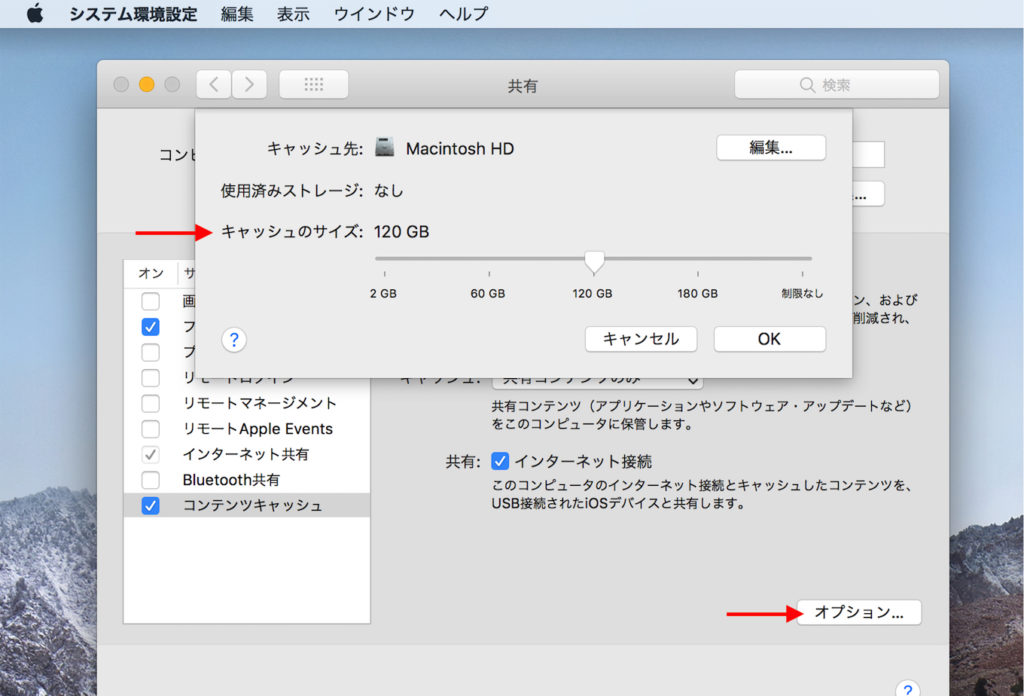 システム環境設定 編集 表示 ウインドウ ヘルプ
共有
検索
キャッシュ先: Macintosh HD
編集...
使用済みストレージ: なし
キャッシュのサイズ: 120 GB
2 GB 60 GB 120 GB 180 GB 制限なし
?
キャンセル
OK
コンピ
オン
リモートログイン
リモートマネージメント
リモートApple Events
インターネット共有
Bluetooth共有
コンテンツキャッシュ
ン、および
削減され、
キャッシュ: 共有コンテンツのみ
共有コンテンツ（アプリケーションやソフトウェア・アップデートなど）
をこのコンピュータに保管します。
共有: インターネット接続
このコンピュータのインターネット接続とキャッシュしたコンテンツを、
USB接続されたiOSデバイスと共有します。
オプション...
?